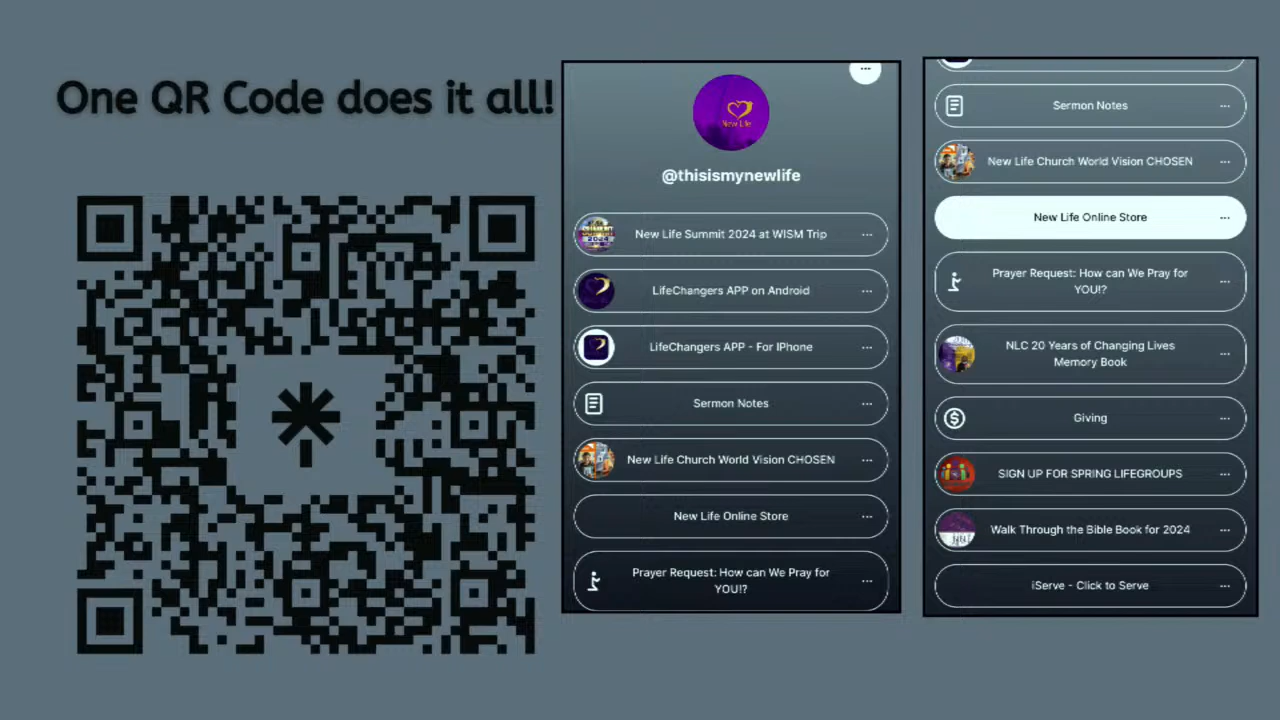 One QR Code does it all!
New Life
@thisismynewlife
New Life Summit 2024 at WISM Trip
LifeChangers APP on Android
LifeChangers APP - For IPhone
Sermon Notes
New Life Church World Vision CHOSEN
New Life Online Store
Prayer Request: How can We Pray for
YOU!?
Sermon Notes
New Life Church World Vision CHOSEN
New Life Online Store
Prayer Request: How can We Pray for
YOU!?
NLC 20 Years of Changing Lives
Memory Book
Giving
SIGN UP FOR SPRING LIFEGROUPS
Walk Through the Bible Book for 2024
iServe - Click to Serve